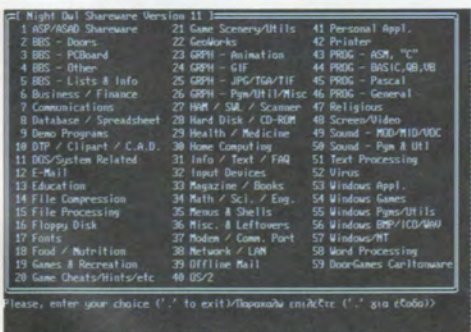 [ Night Owl Shareware Version 11 ]
1 ASP/ASAD Shareware
2 BBS - Doors
3 BBS - PCBoard
4 BBS - Other
5 BBS - Lists & Info
6 Business / Finance
7 Communications
8 Database / Spreadsheet
9 Demo Programs
10 DTP / Clipart / C.A.D.
11 DOS/System Related
12 E-Mail
13 Education
14 File Compression
15 File Processing
16 Floppy Disk
17 Fonts
18 Food / Nutrition
19 Games & Recreation
20 Game Cheats/Hints/etc
21 Game Scenery/Utils
22 GeoWorks
23 GRPH - Animation
24 GRPH - GIF
25 GRPH - JPG/TGA/TIF
26 GRPH - Pgm/Util/Misc
27 HAM / SWL / Scanner
28 Hard Disk / CD-ROM
29 Health / Medicine
30 Home Computing
31 Info / Text / FAQ
32 Input Devices
33 Magazine / Books
34 Math / Sci. / Eng.
35 Menus & Shells
36 Misc. & Leftovers
37 Modem / Comm. Port
38 Network / LAN
39 Offline Mail
40 OS/2
41 Personal Appl.
42 Printer
43 PROG - ASM, "C"
44 PROG - BASIC,QB,VB
45 PROG - Pascal
46 PROG - General
47 Religious
48 Screen/Video
49 Sound - MOD/MID/VOC
50 Sound - Pgm & Utl
51 Text Processing
52 Virus
53 Windows Appl.
54 Windows Games
55 Windows Pgms/Utils
56 Windows BMP/ICO/WAV
57 Windows/NT
58 Word Processing
59 DoorGames Carltonware
Please, enter your choice ('.' to exit)/Παρακαλω επιλέξτε ('.' για έξοδο)>